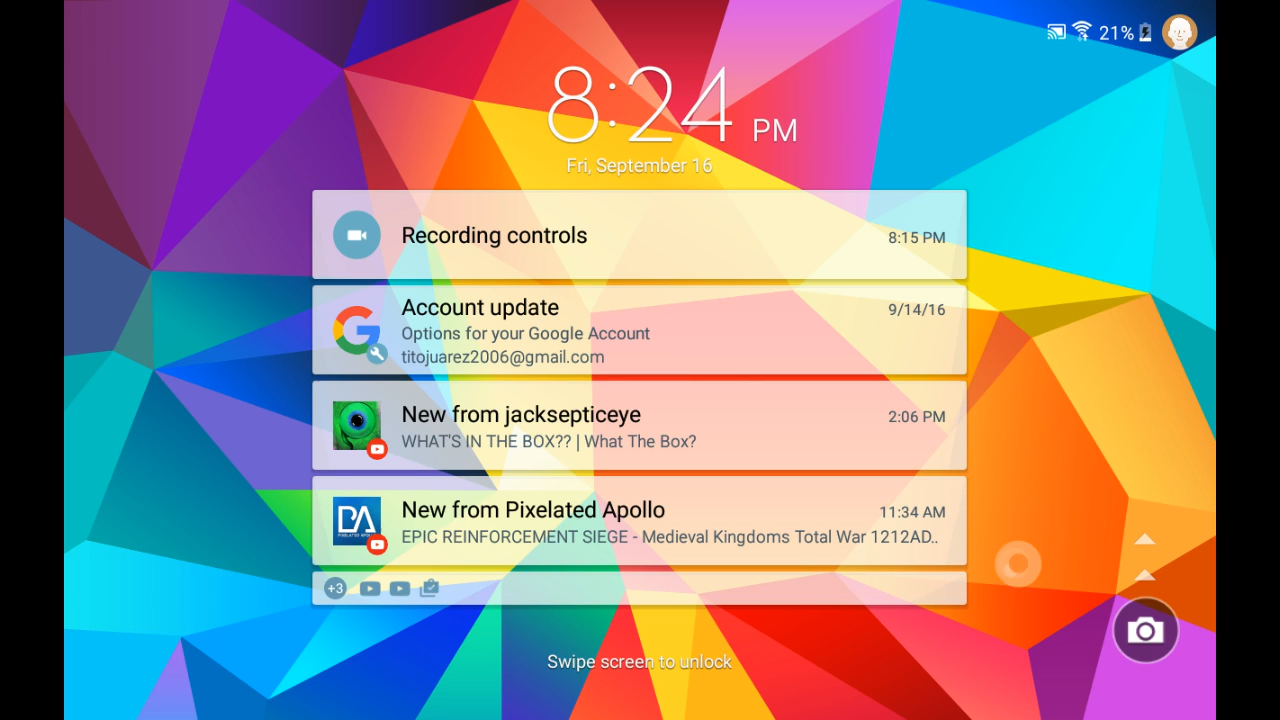 21%
8:24 PM
Fri, September 16
Recording controls
8:15 PM
Account update
9/14/16
Options for your Google Account
titojuarez2006@gmail.com
New from jacksepticeye
2:06 PM
WHAT'S IN THE BOX?? | What The Box?
New from Pixelated Apollo
11:34 AM
EPIC REINFORCEMENT SIEGE - Medieval Kingdoms Total War 1212AD..
+3
Swipe screen to unlock